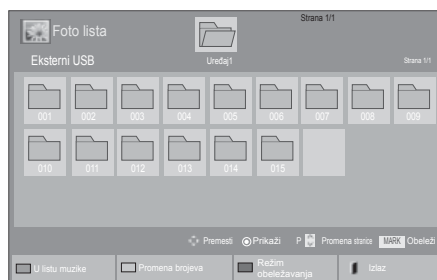 Foto lista
Strana 1/1
Eksterni USB
Uređaj1
Strana 1/1
001 002 003 004 005 006 007 008 009
010 011 012 013 014 015
Premesti Prikaži P Promena stranice MARK Obeleži
U listu muzike Promena brojeva Režim obeležavanja Izlaz